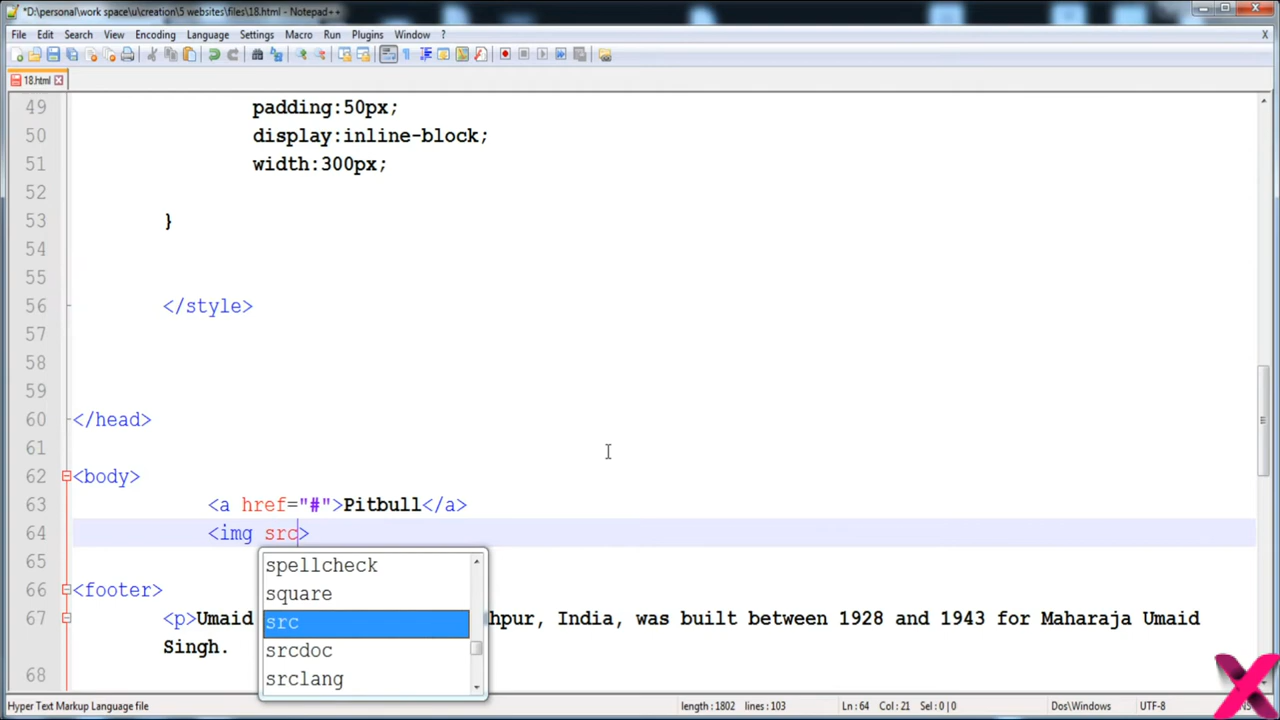 *D:\personal\work space\u\creation\5 websites\files\18.html - Notepad++
File Edit Search View Encoding Language Settings Macro Run Plugins Window ?
X
18.html
49 padding:50px;
50 display:inline-block;
51 width:300px;
52
53 }
54
55
56 </style>
57
58
59
60 </head>
61
62 <body>
63 <a href="#">Pitbull</a>
64 <img src>
65
spellcheck
66 <footer>
square
67 <p>Umaid hpur, India, was built between 1928 and 1943 for Maharaja Umaid
src
Singh.
srcdoc
68
srclang
Hyper Text Markup Language file length : 1802 lines : 103 Ln : 64 Col : 21 Sel : 0 | 0 Dos\Windows UTF-8